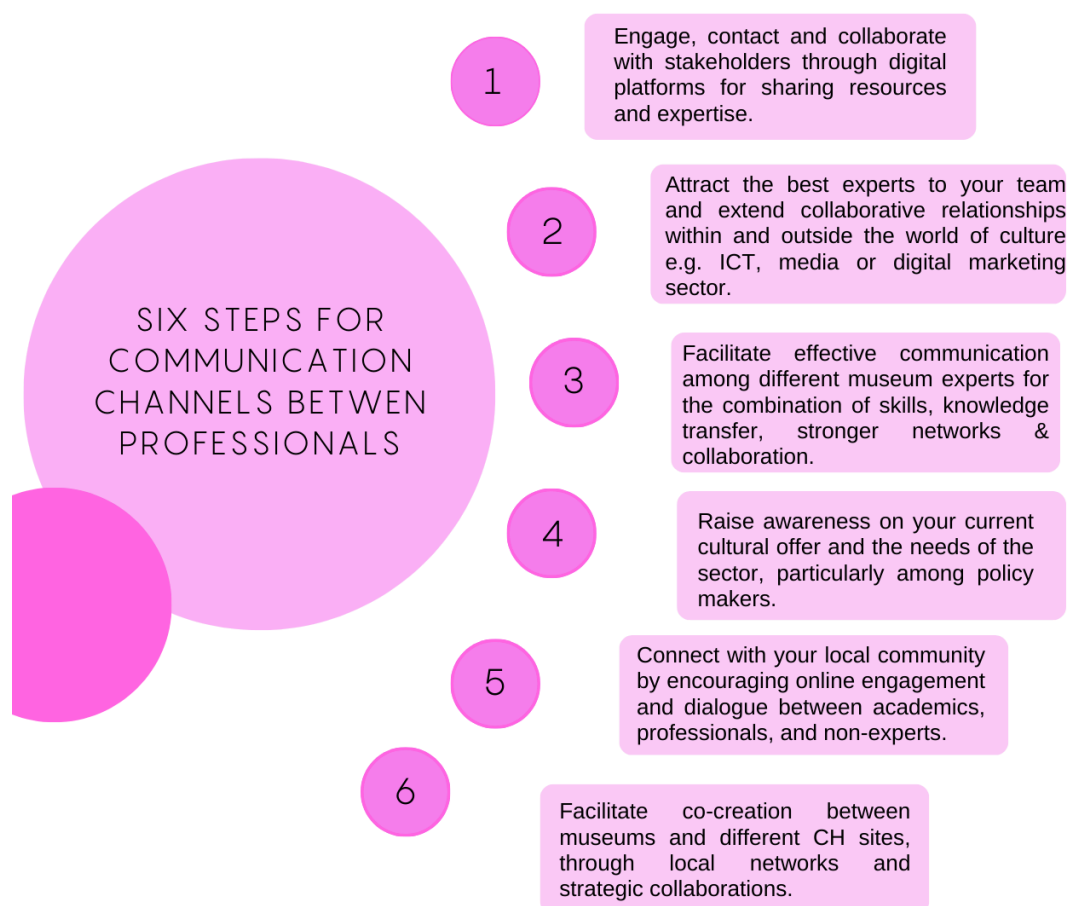 SIX STEPS FOR
COMMUNICATION
CHANNELS BETWEN
PROFESSIONALS
1
Engage, contact and collaborate
with stakeholders through digital
platforms for sharing resources
and expertise.
2
Attract the best experts to your team
and extend collaborative relationships
within and outside the world of culture
e.g. ICT, media or digital marketing
sector.
3
Facilitate effective communication
among different museum experts for
the combination of skills, knowledge
transfer, stronger networks &
collaboration.
4
Raise awareness on your current
cultural offer and the needs of the
sector, particularly among policy
makers.
5
Connect with your local community
by encouraging online engagement
and dialogue between academics,
professionals, and non-experts.
6
Facilitate co-creation between
museums and different CH sites,
through local networks and
strategic collaborations.